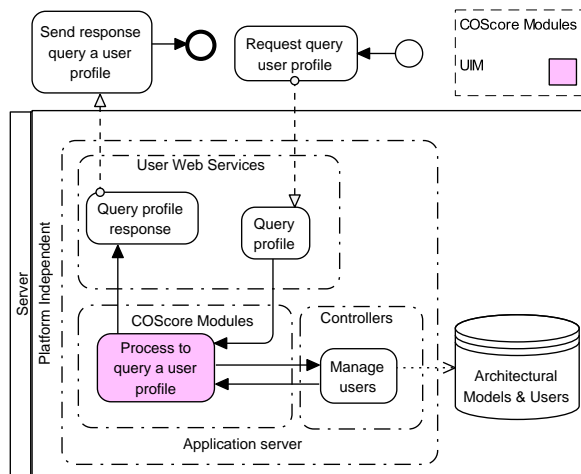 Send response
query a user
profile
Request query
user profile
COScore Modules
UIM
Server
Platform Independent
User Web Services
Query profile
response
Query
profile
COScore Modules
Process to
query a user
profile
Controllers
Manage
users
Architectural
Models & Users
Application server